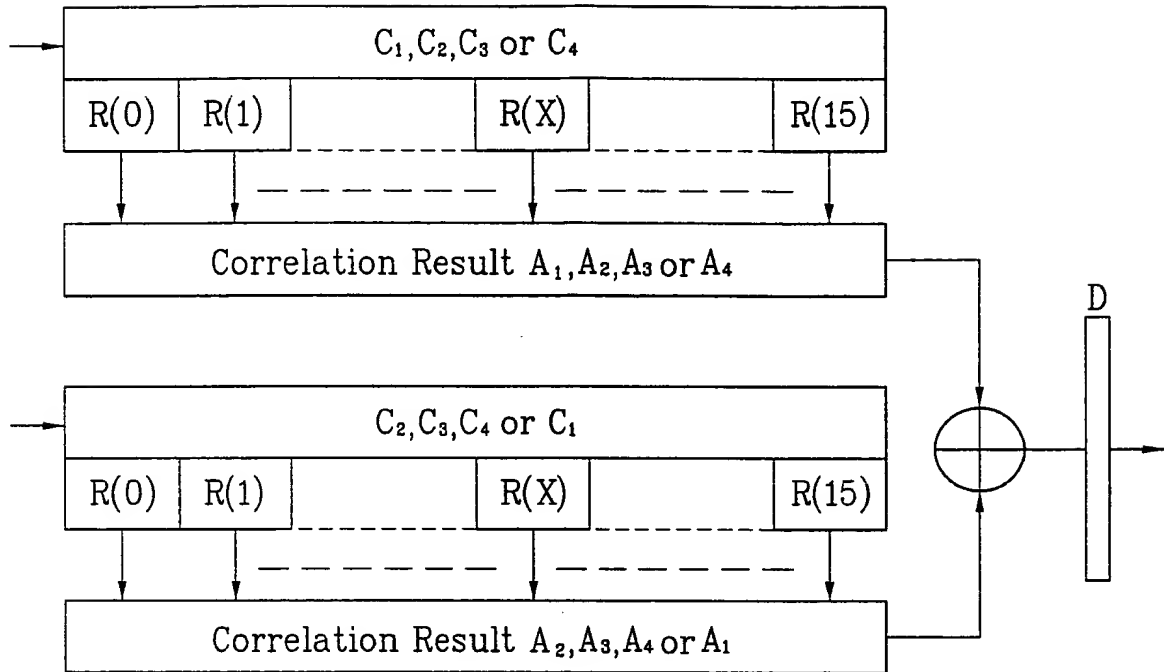 C₁,C₂,C₃ or C₄
R(0) R(1) R(X) R(15)
Correlation Result A₁,A₂,A₃ or A₄
D
C₂,C₃,C₄ or C₁
R(0) R(1) R(X) R(15)
Correlation Result A₂,A₃,A₄ or A₁